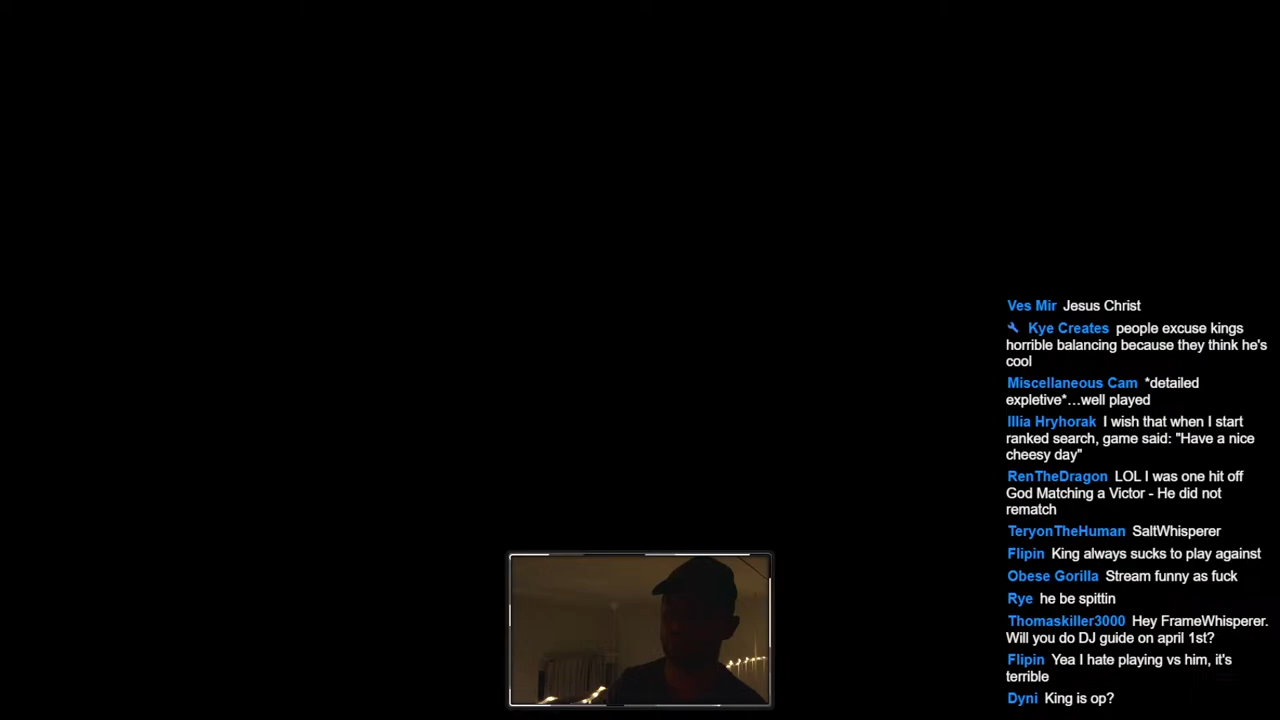 Ves Mir Jesus Christ
Kye Creates people excuse kings
horrible balancing because they think he's
cool
Miscellaneous Cam *detailed
expletive*…well played
Illia Hryhorak I wish that when I start
ranked search, game said: "Have a nice
cheesy day"
RenTheDragon LOL I was one hit off
God Matching a Victor - He did not
rematch
TeryonTheHuman SaltWhisperer
Flipin King always sucks to play against
Obese Gorilla Stream funny as fuck
Rye he be spittin
Thomaskiller3000 Hey FrameWhisperer.
Will you do DJ guide on april 1st?
Flipin Yea I hate playing vs him, it's
terrible
Dyni King is op?